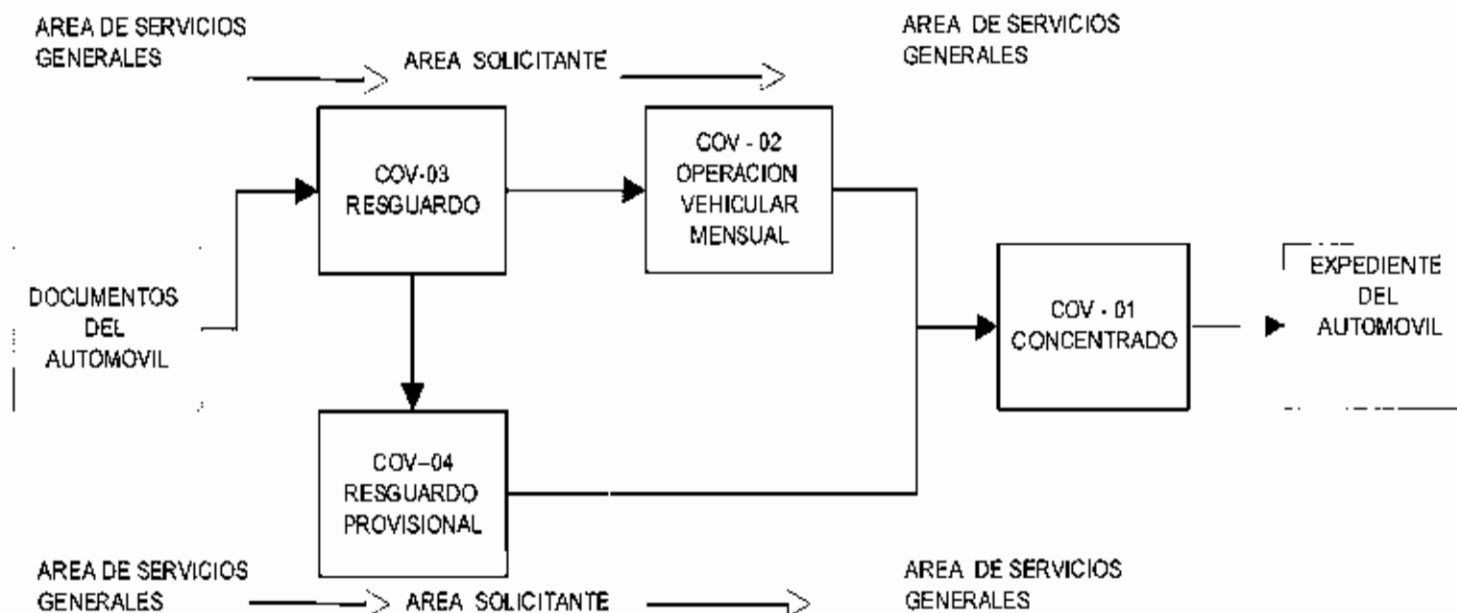 AREA DE SERVICIOS
GENERALES
AREA SOLICITANTE
AREA DE SERVICIOS
GENERALES
COV-03
RESGUARDO
COV - 02
OPERACION
VEHICULAR
MENSUAL
DOCUMENTOS
DEL
AUTOMOVIL
COV - 01
CONCENTRADO
EXPEDIENTE
DEL
AUTOMOVIL
COV-04
RESGUARDO
PROVISIONAL
AREA DE SERVICIOS
GENERALES
AREA SOLICITANTE
AREA DE SERVICIOS
GENERALES